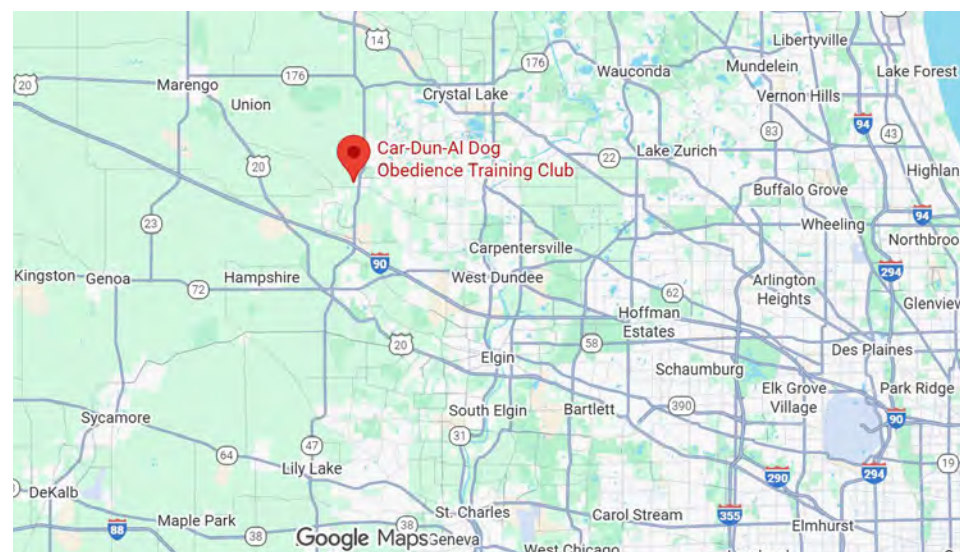 14
Libertyville
20
176
176
Wauconda
Mundelein
Lake Forest
Marengo
Union
Crystal Lake
Vernon Hills
94
83
43
Car-Dun-Al Dog
Obedience Training Club
20
22
Lake Zurich
Highlan
Buffalo Grove
23
Wheeling
94
Northbroo
Carpentersville
90
294
Kingston
Genoa
Hampshire
West Dundee
Arlington
Heights
72
62
Glenview
Hoffman
Estates
20
58
Des Plaines
Elgin
Schaumburg
Elk Grove
Village
Park Ridge
South Elgin
Bartlett
390
90
Sycamore
31
47
64
Lily Lake
19
290
294
DeKalb
St. Charles
Carol Stream
355
Maple Park
88
38
38
Elmhurst
Google Maps
Geneva
West Chicago